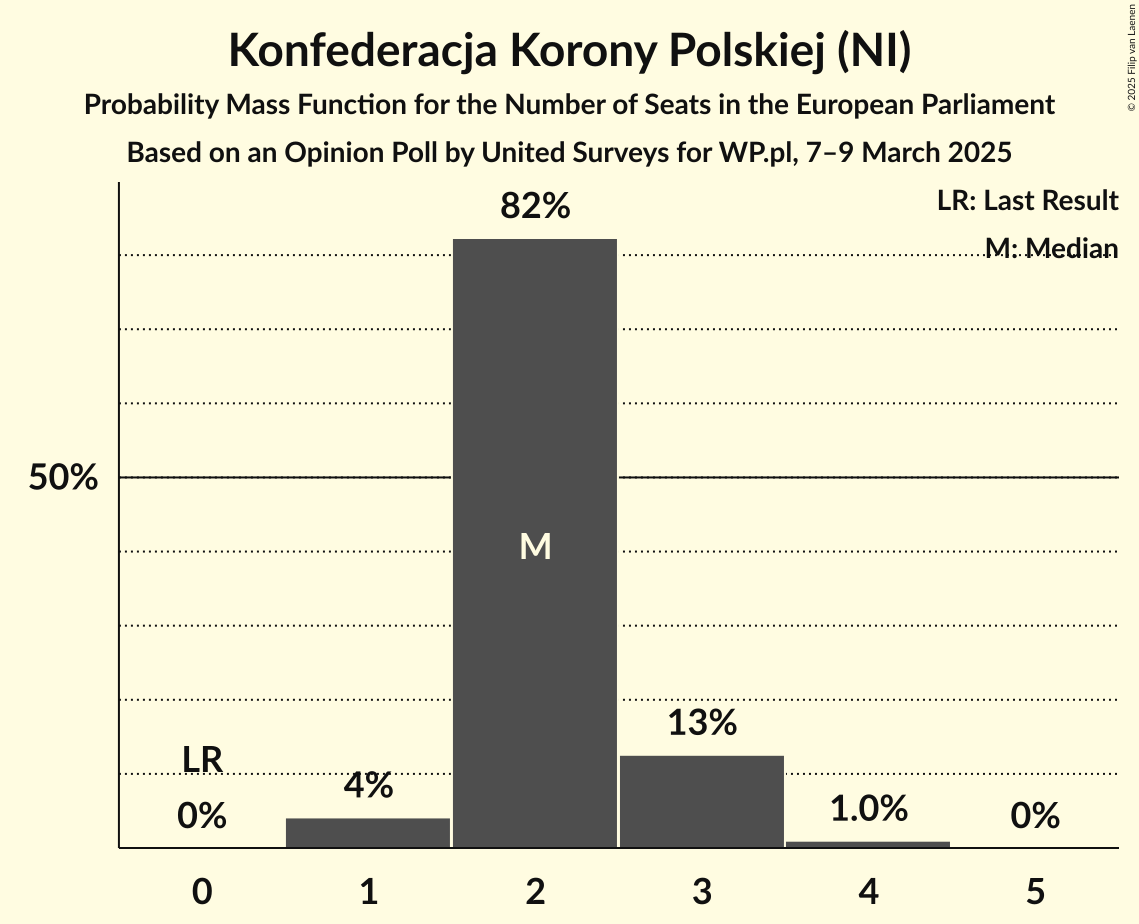 Konfederacja Korony Polskiej (NI)
Probability Mass Function for the Number of Seats in the European Parliament
Based on an Opinion Poll by United Surveys for WP.pl, 7–9 March 2025
© 2025 Filip van Laenen
LR: Last Result
M: Median
82%
50%
M
13%
LR
4%
0%
1.0%
0%
0 1 2 3 4 5